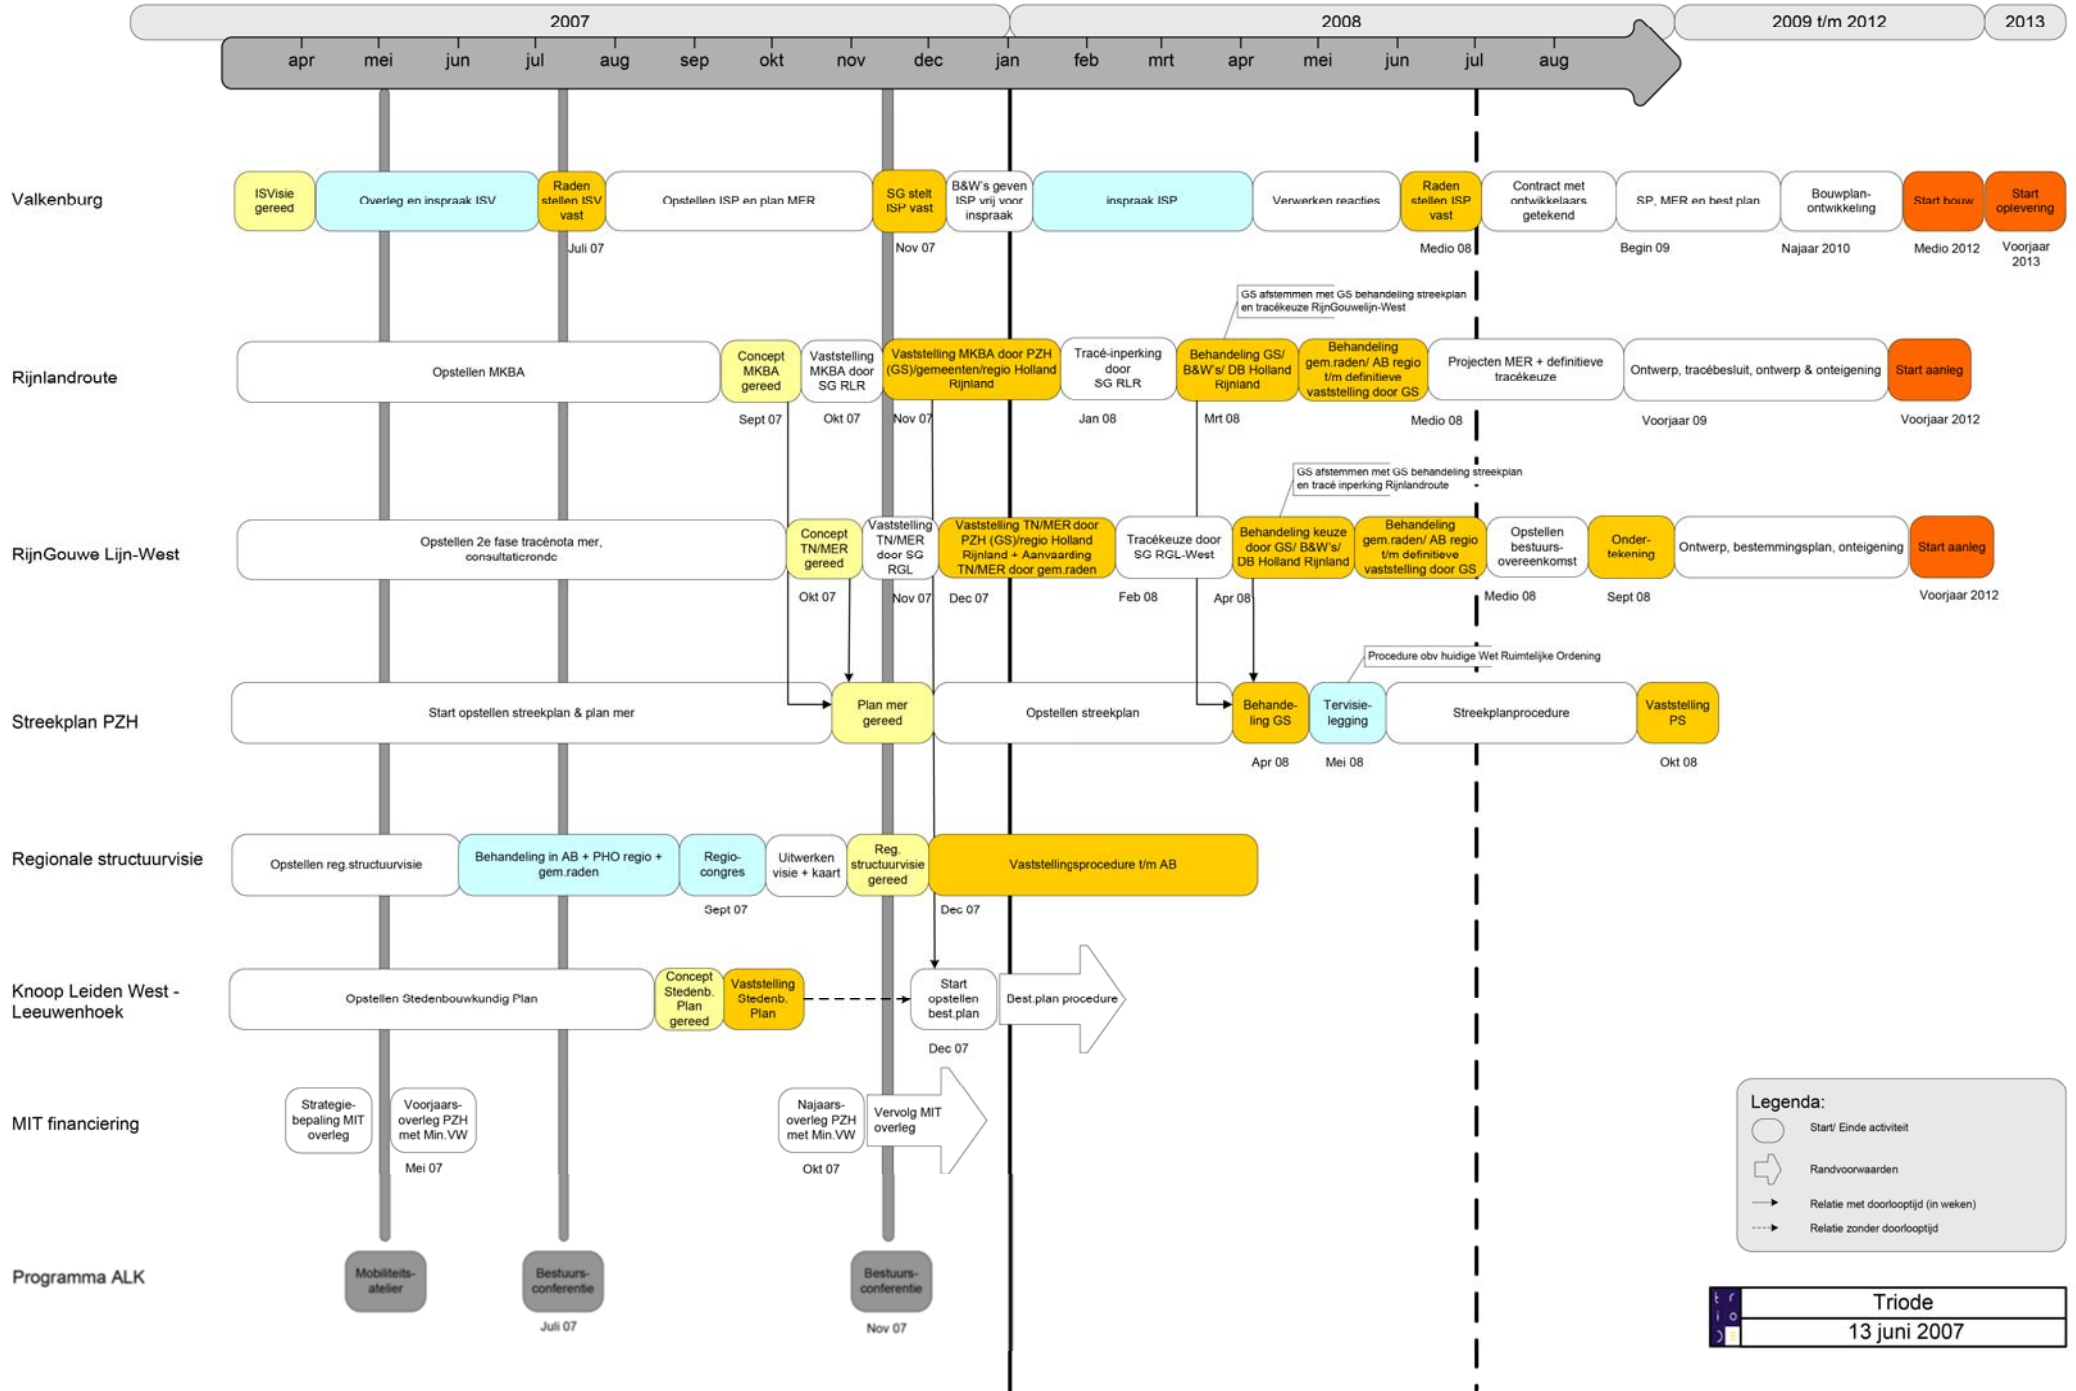 2007
2008
2009 t/m 2012
2013
apr
mei
jun
jul
aug
sep
okt
nov
dec
jan
feb
mrt
apr
mei
jun
jul
aug
Valkenburg
ISVisie
gereed
Overleg en inspraak ISV
Raden
stellen ISV
vast
Opstellen ISP en plan MER
SG stelt
ISP vast
B&W's geven
ISP vrij voor
inspraak
inspraak ISP
Verwerken reacties
Raden
stellen ISP
vast
Contract met
ontwikkelaars
getekend
SP, MER en best.plan
Bouwplan-
ontwikkeling
Start bouw
Start
oplevering
Juli 07
Nov 07
Medio 08
Begin 09
Najaar 2010
Medio 2012
Voorjaar
2013
GS afstemmen met GS behandeling streekplan
en tracékeuze RijnGouwelijn-West
Rijnlandroute
Opstellen MKBA
Concept
MKBA
gereed
Vaststelling
MKBA door
SG RLR
Vaststelling MKBA door PZH
(GS)/gemeenten/regio Holland
Rijnland
Tracé-inperking
door
SG RLR
Behandeling GS/
B&W's/ DB Holland
Rijnland
Behandeling
gem.raden/ AB regio
t/m definitieve
vaststelling door GS
Projecten MER + definitieve
tracékeuze
Ontwerp, tracébesluit, ontwerp & onteigening
Start aanleg
Sept 07
Okt 07
Nov 07
Jan 08
Mrt 08
Medio 08
Voorjaar 09
Voorjaar 2012
GS afstemmen met GS behandeling streekplan
en tracé inperking Rijnlandroute
RijnGouwe Lijn-West
Opstellen 2e fase tracénota mer,
consultatieronde
Concept
TN/MER
gereed
Vaststelling
TN/MER
door SG
RGL
Vaststelling TN/MER door
PZH (GS)/regio Holland
Rijnland + Aanvaarding
TN/MER door gem.raden
Tracékeuze door
SG RGL-West
Behandeling keuze
door GS/ B&W's/
DB Holland Rijnland
Behandeling
gem.raden/ AB regio
t/m definitieve
vaststelling door GS
Opstellen
bestuurs-
overeenkomst
Onder-
tekening
Ontwerp, bestemmingsplan, onteigening
Start aanleg
Okt 07
Nov 07
Dec 07
Feb 08
Apr 08
Medio 08
Sept 08
Voorjaar 2012
Procedure obv huidige Wet Ruimtelijke Ordening
Streekplan PZH
Start opstellen streekplan & plan mer
Plan mer
gereed
Opstellen streekplan
Behande-
ling GS
Tervisie-
legging
Streekplanprocedure
Vaststelling
PS
Apr 08
Mei 08
Okt 08
Regionale structuurvisie
Opstellen reg.structuurvisie
Behandeling in AB + PHO regio +
gem.raden
Regio-
congres
Uitwerken
visie + kaart
Reg.
structuurvisie
gereed
Vaststellingsprocedure t/m AB
Sept 07
Dec 07
Knoop Leiden West -
Leeuwenhoek
Opstellen Stedenbouwkundig Plan
Concept
Stedenb.
Plan
gereed
Vaststelling
Stedenb.
Plan
Start
opstellen
best.plan
Best.plan procedure
Dec 07
MIT financiering
Strategie-
bepaling MIT
overleg
Voorjaars-
overleg PZH
met Min.VW
Najaars-
overleg PZH
met Min.VW
Vervolg MIT
overleg
Mei 07
Okt 07
Programma ALK
Mobiliteits-
atelier
Bestuurs-
conferentie
Bestuurs-
conferentie
Juli 07
Nov 07
Legenda:
Start/ Einde activiteit
Randvoorwaarden
Relatie met doorlooptijd (in weken)
Relatie zonder doorlooptijd
Triode
13 juni 2007